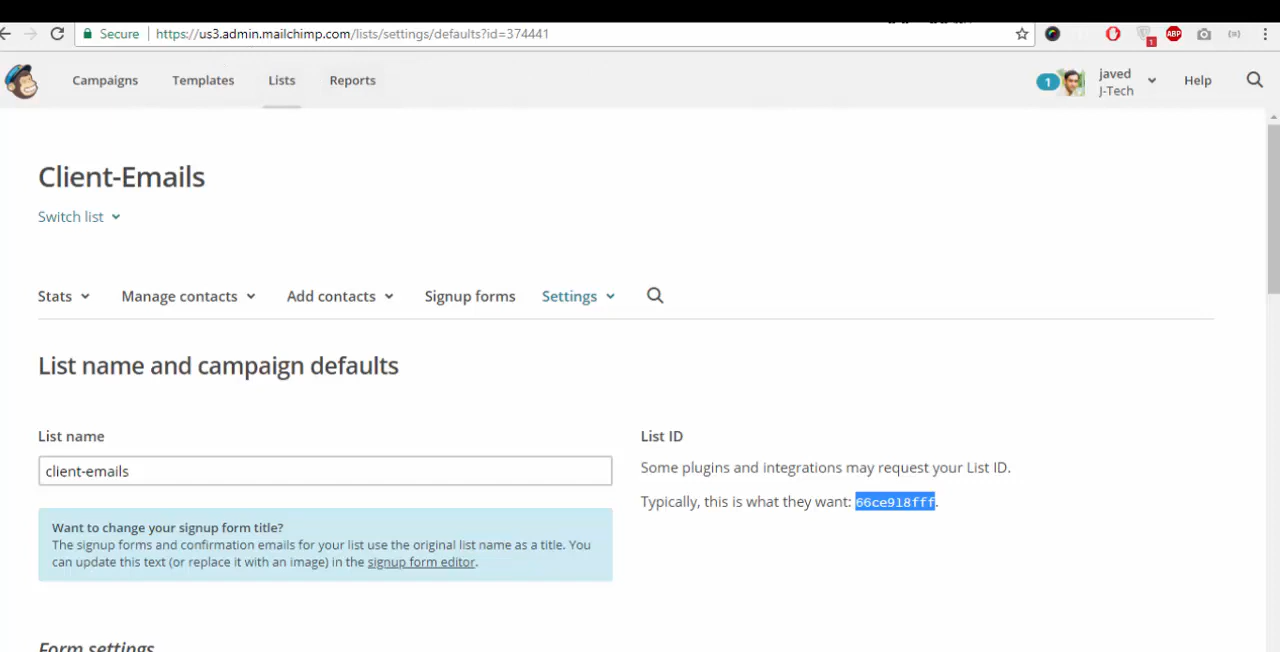 Secure https://us3.admin.mailchimp.com/lists/settings/defaults?id=374441
1 ABP
Campaigns Templates Lists Reports 1 javed Help
J-Tech
Client-Emails
Switch list
Stats Manage contacts Add contacts Signup forms Settings
List name and campaign defaults
List name
client-emails
Want to change your signup form title?
The signup forms and confirmation emails for your list use the original list name as a title. You
can update this text (or replace it with an image) in the signup form editor.
List ID
Some plugins and integrations may request your List ID.
Typically, this is what they want: 66ce918fff.
Form settings